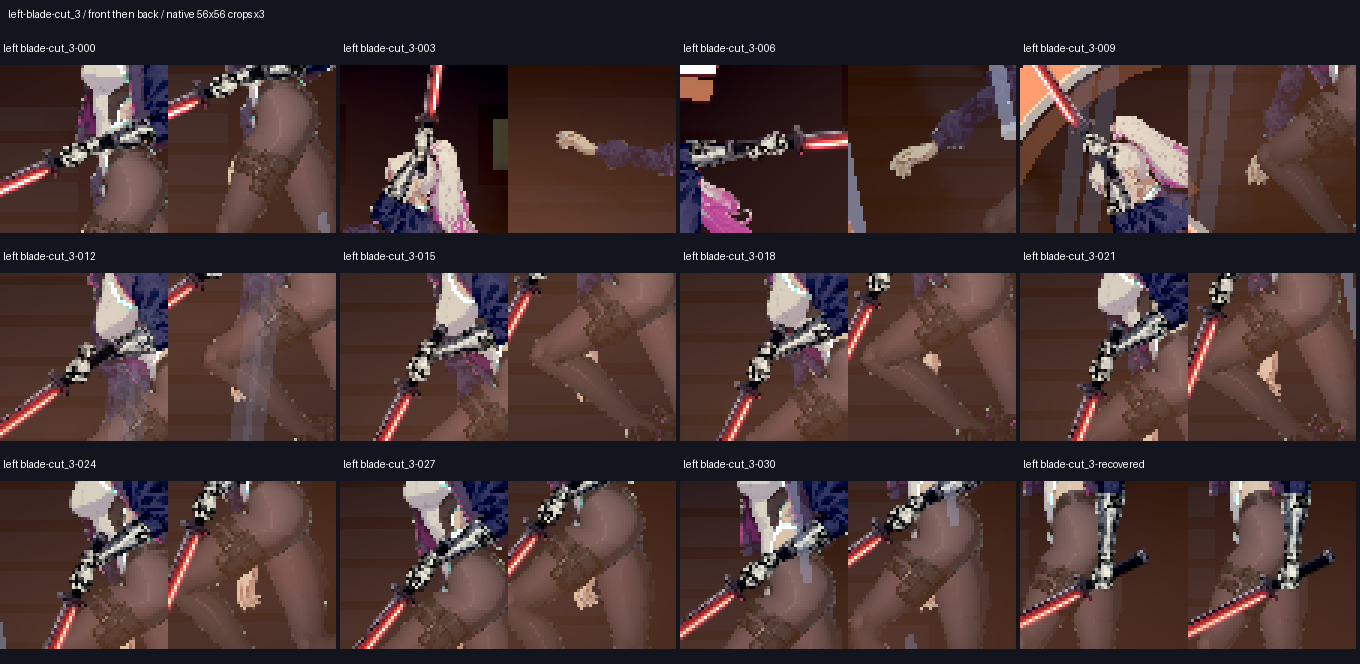 left-blade-cut_3 / front then back / native 56x56 crops x3
left blade-cut_3-000
left blade-cut_3-003
left blade-cut_3-006
left blade-cut_3-009
left blade-cut_3-012
left blade-cut_3-015
left blade-cut_3-018
left blade-cut_3-021
left blade-cut_3-024
left blade-cut_3-027
left blade-cut_3-030
left blade-cut_3-recovered